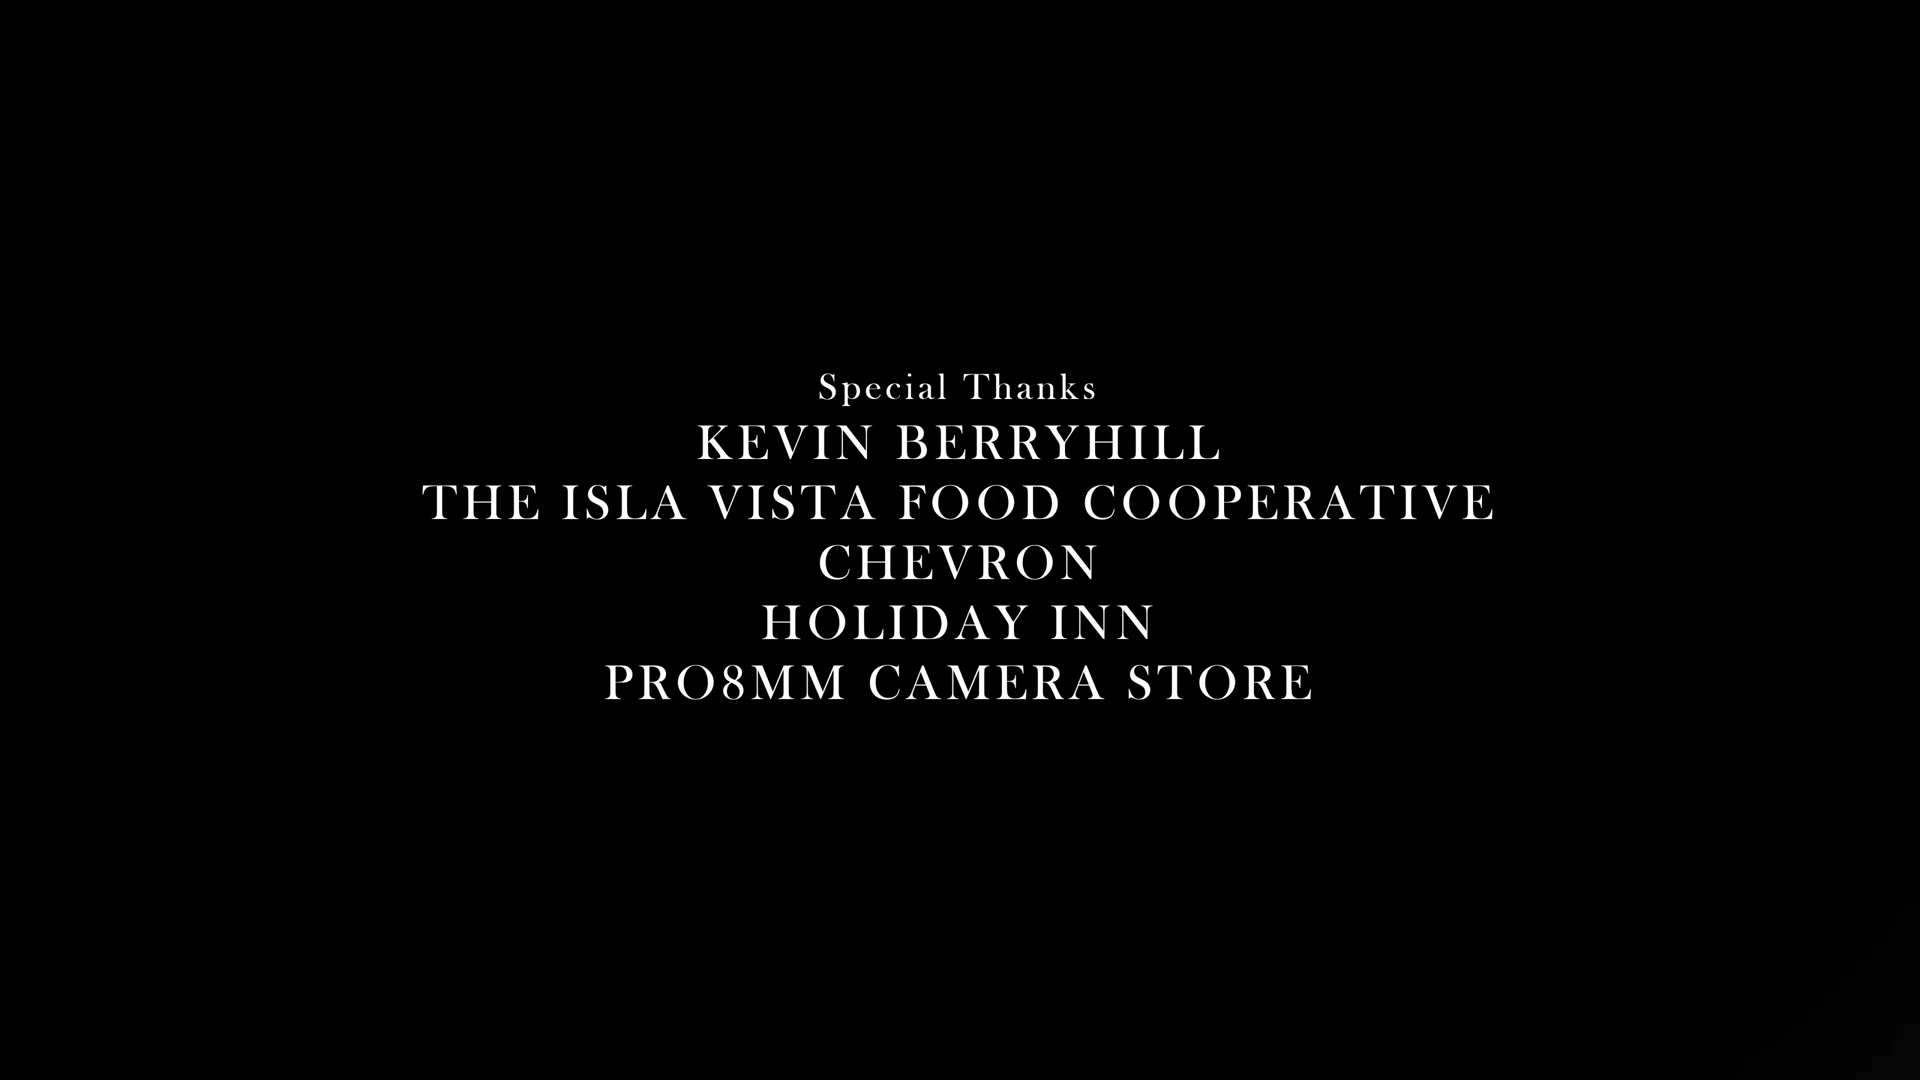 Special Thanks
KEVIN BERRYHILL
THE ISLA VISTA FOOD COOPERATIVE
CHEVRON
HOLIDAY INN
PRO8MM CAMERA STORE